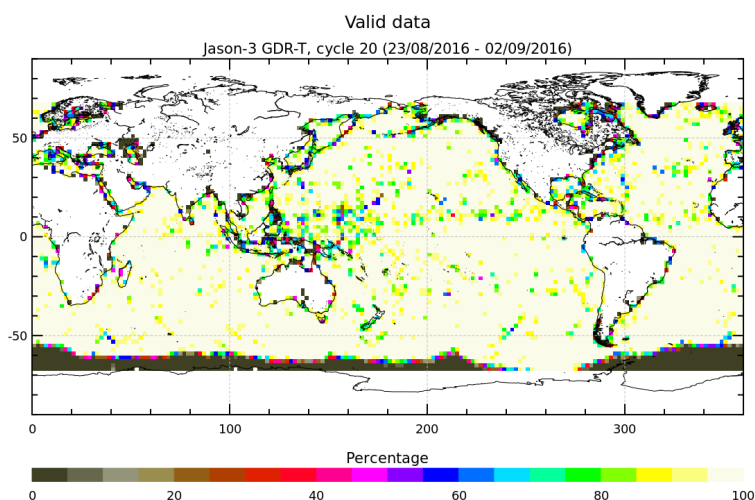 Valid data
Jason-3 GDR-T, cycle 20 (23/08/2016 - 02/09/2016)
50
0
-50
0 100 200 300
Percentage
0 20 40 60 80 100